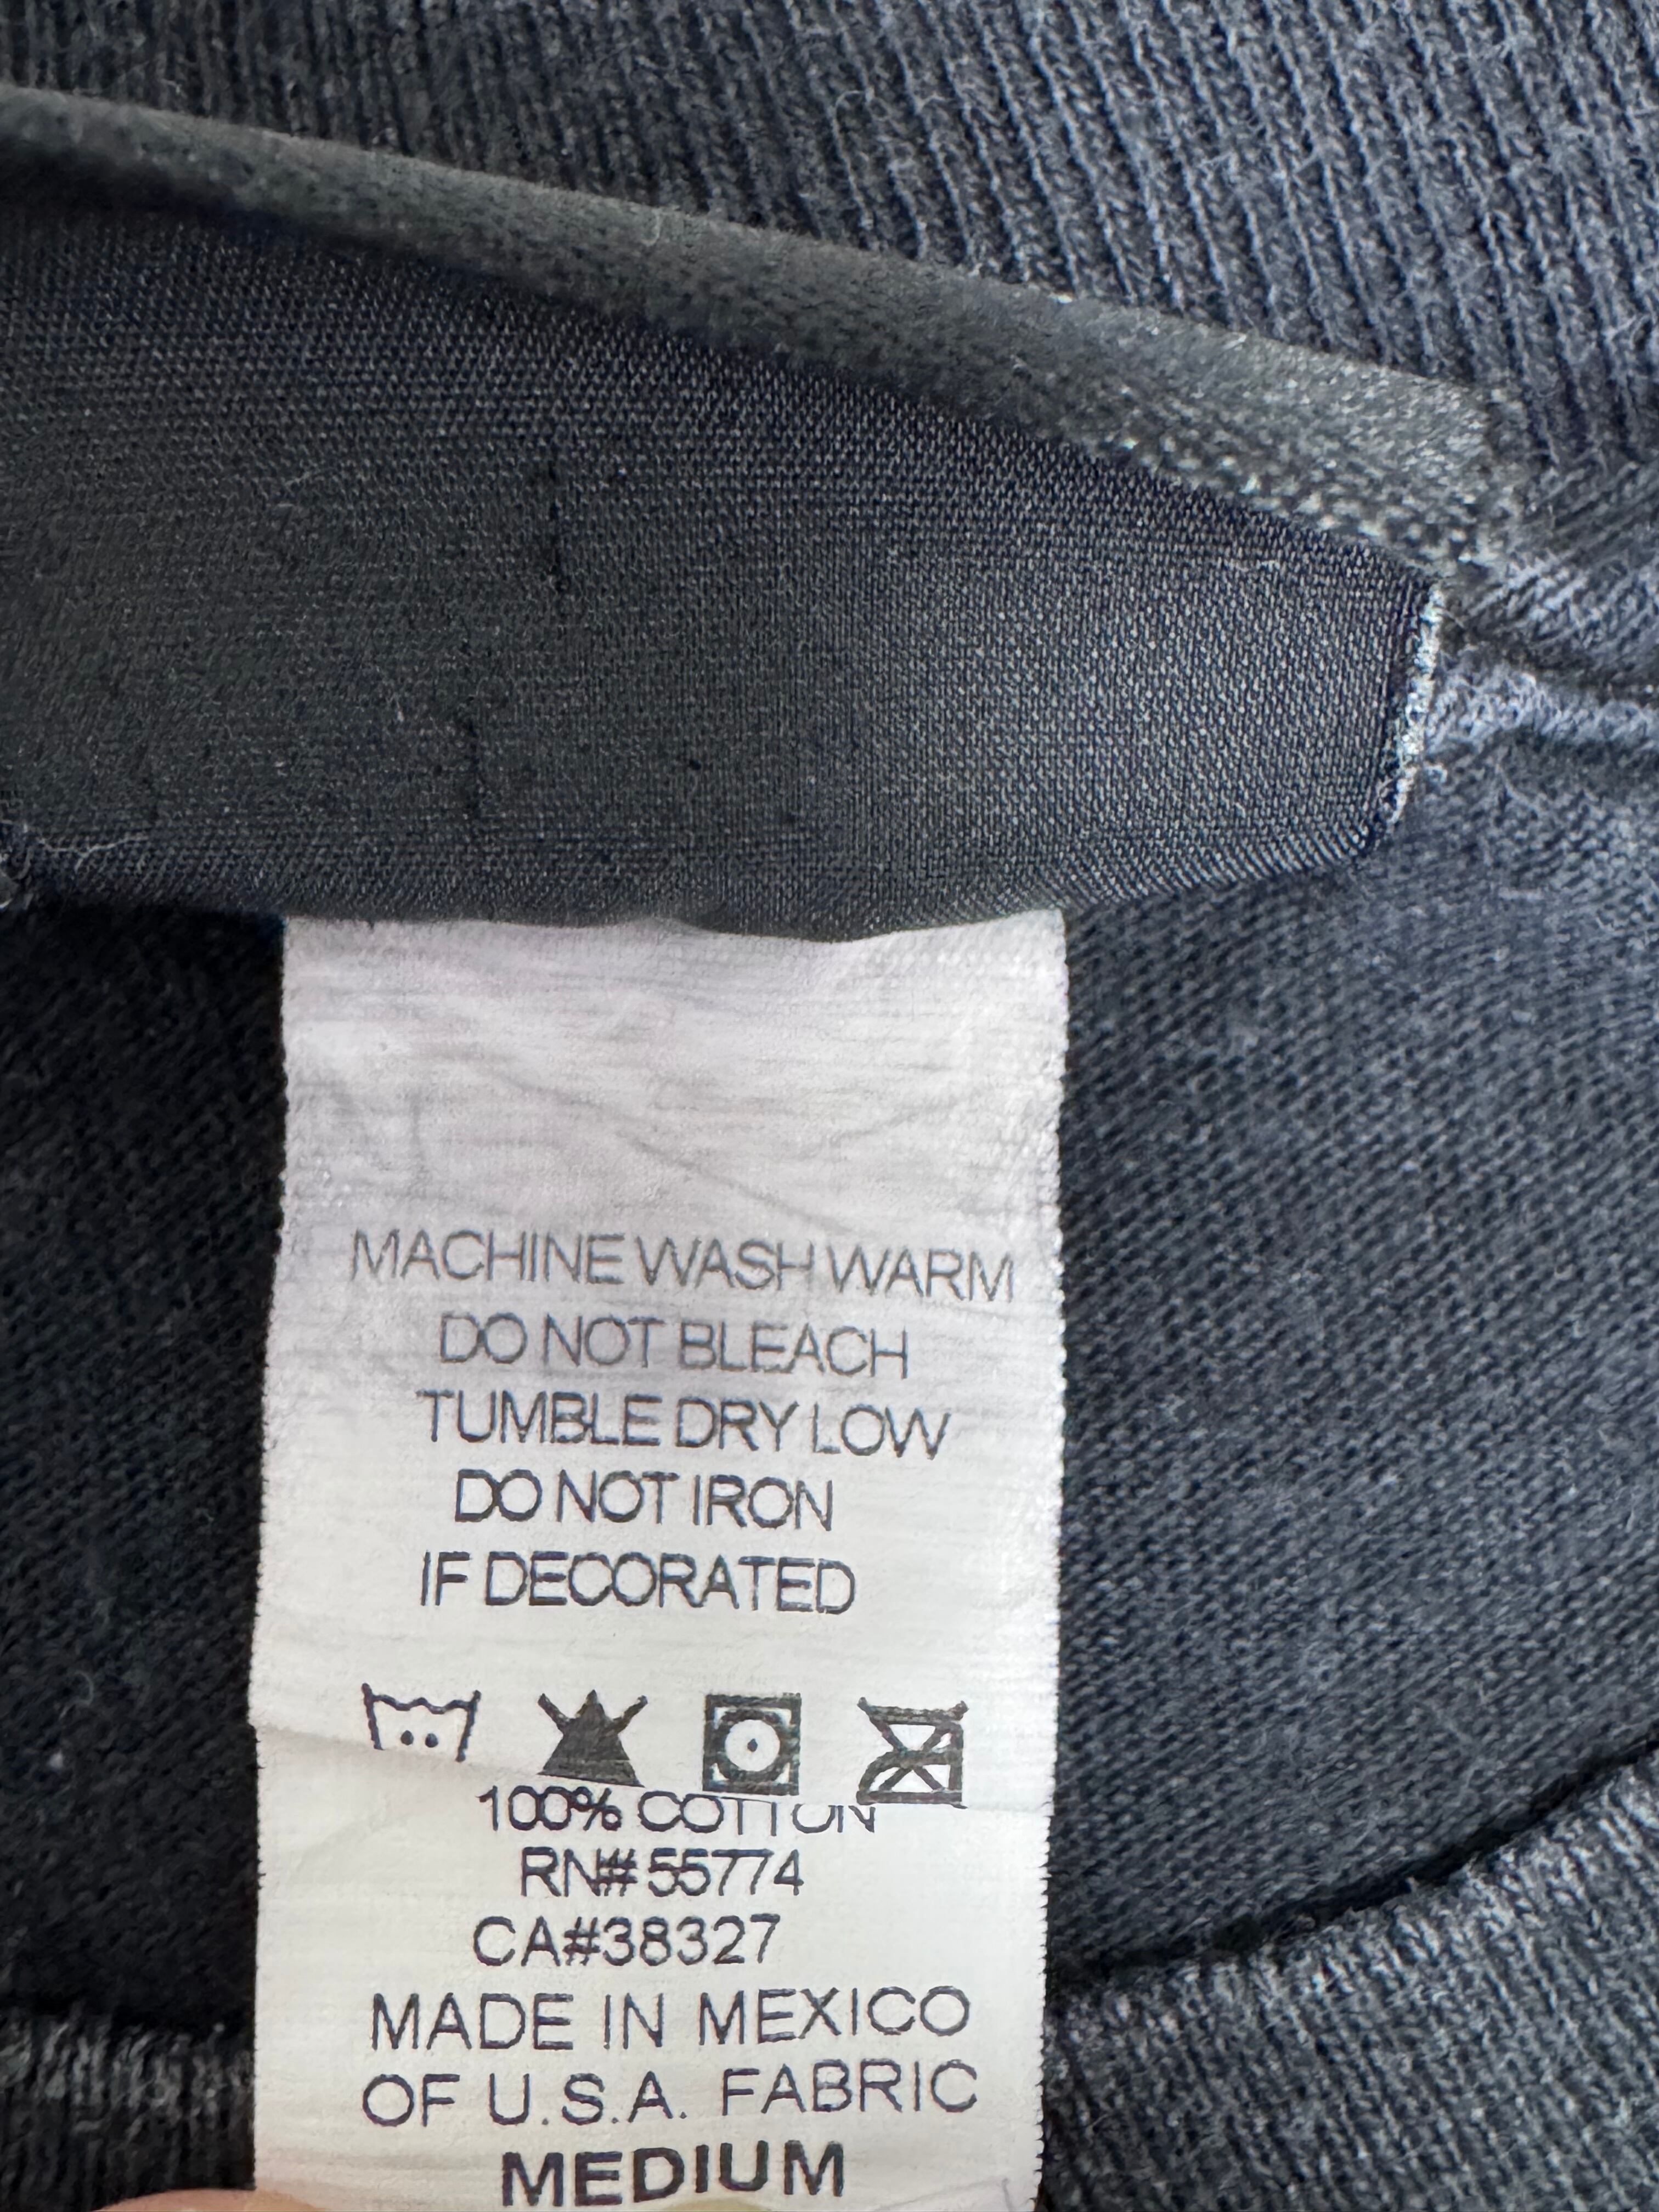 MACHINE WASH WARM
DO NOT BLEACH
TUMBLE DRY LOW
DO NOT IRON
IF DECORATED
100% COTTON
RN# 55774
CA#38327
MADE IN MEXICO
OF U.S.A. FABRIC
MEDIUM